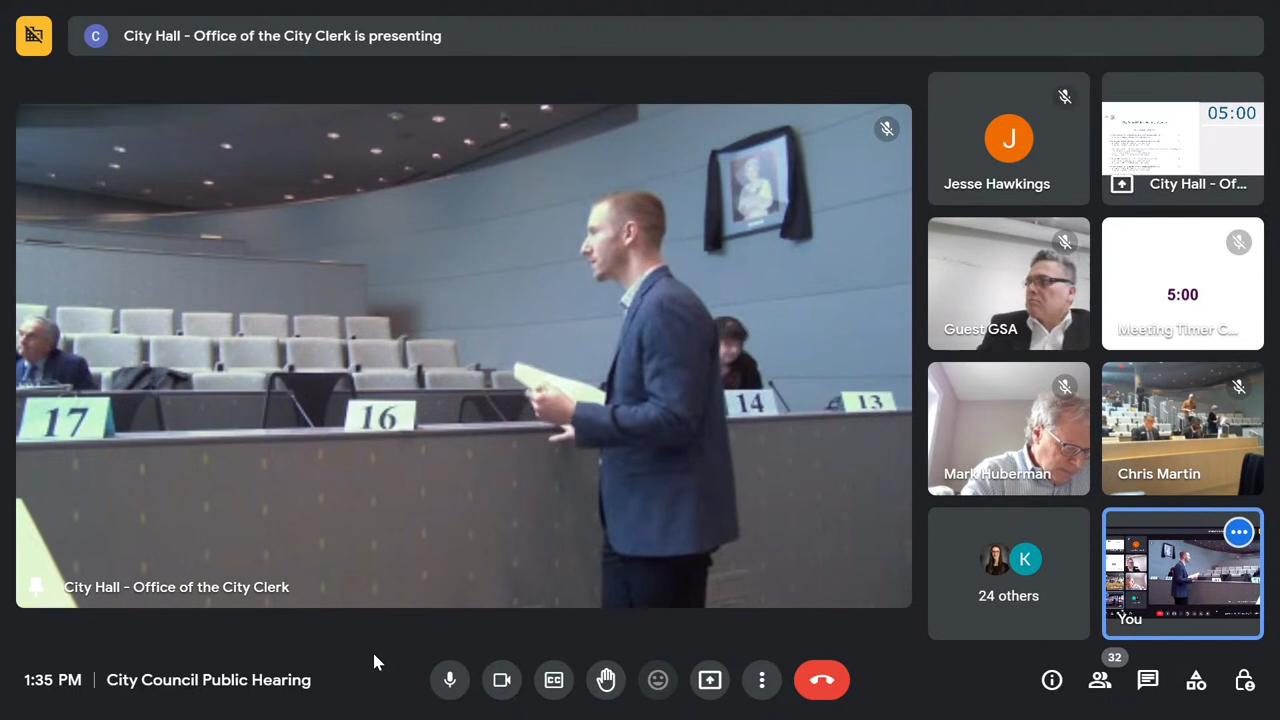 City Hall - Office of the City Clerk is presenting
C
J
Jesse Hawkings
05:00
City Hall - Of...
Guest GSA
5:00
Meeting Timer C...
Mark Huberman
Chris Martin
K
24 others
You
17
16
14
13
City Hall - Office of the City Clerk
1:35 PM
City Council Public Hearing
CC
32